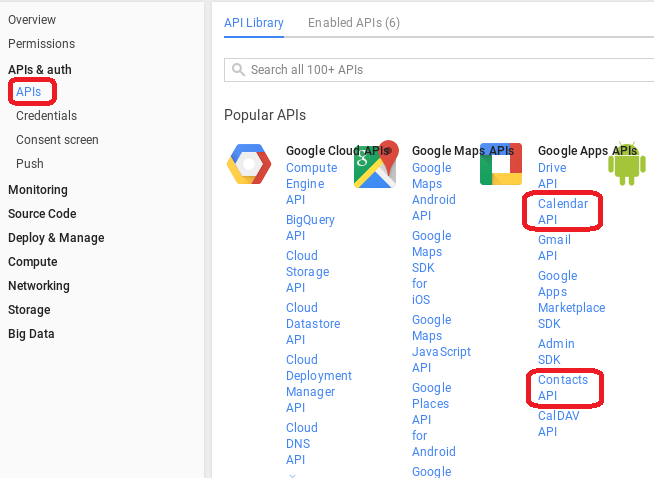 Overview
Permissions
APIs & auth
APIs
Credentials
Consent screen
Push
Monitoring
Source Code
Deploy & Manage
Compute
Networking
Storage
Big Data
API Library
Enabled APIs (6)
Search all 100+ APIs
Popular APIs
Google Cloud APIs
Compute
Engine
API
BigQuery
API
Cloud
Storage
API
Cloud
Datastore
API
Cloud
Deployment
Manager
API
Cloud
DNS
API
Google Maps APIs
Google
Maps
Android
API
Google
Maps
SDK
for
iOS
Google
Maps
JavaScript
API
Google
Places
API
for
Android
Google
Google Apps APIs
Drive
API
Calendar
API
Gmail
API
Google
Apps
Marketplace
SDK
Admin
SDK
Contacts
API
CalDAV
API